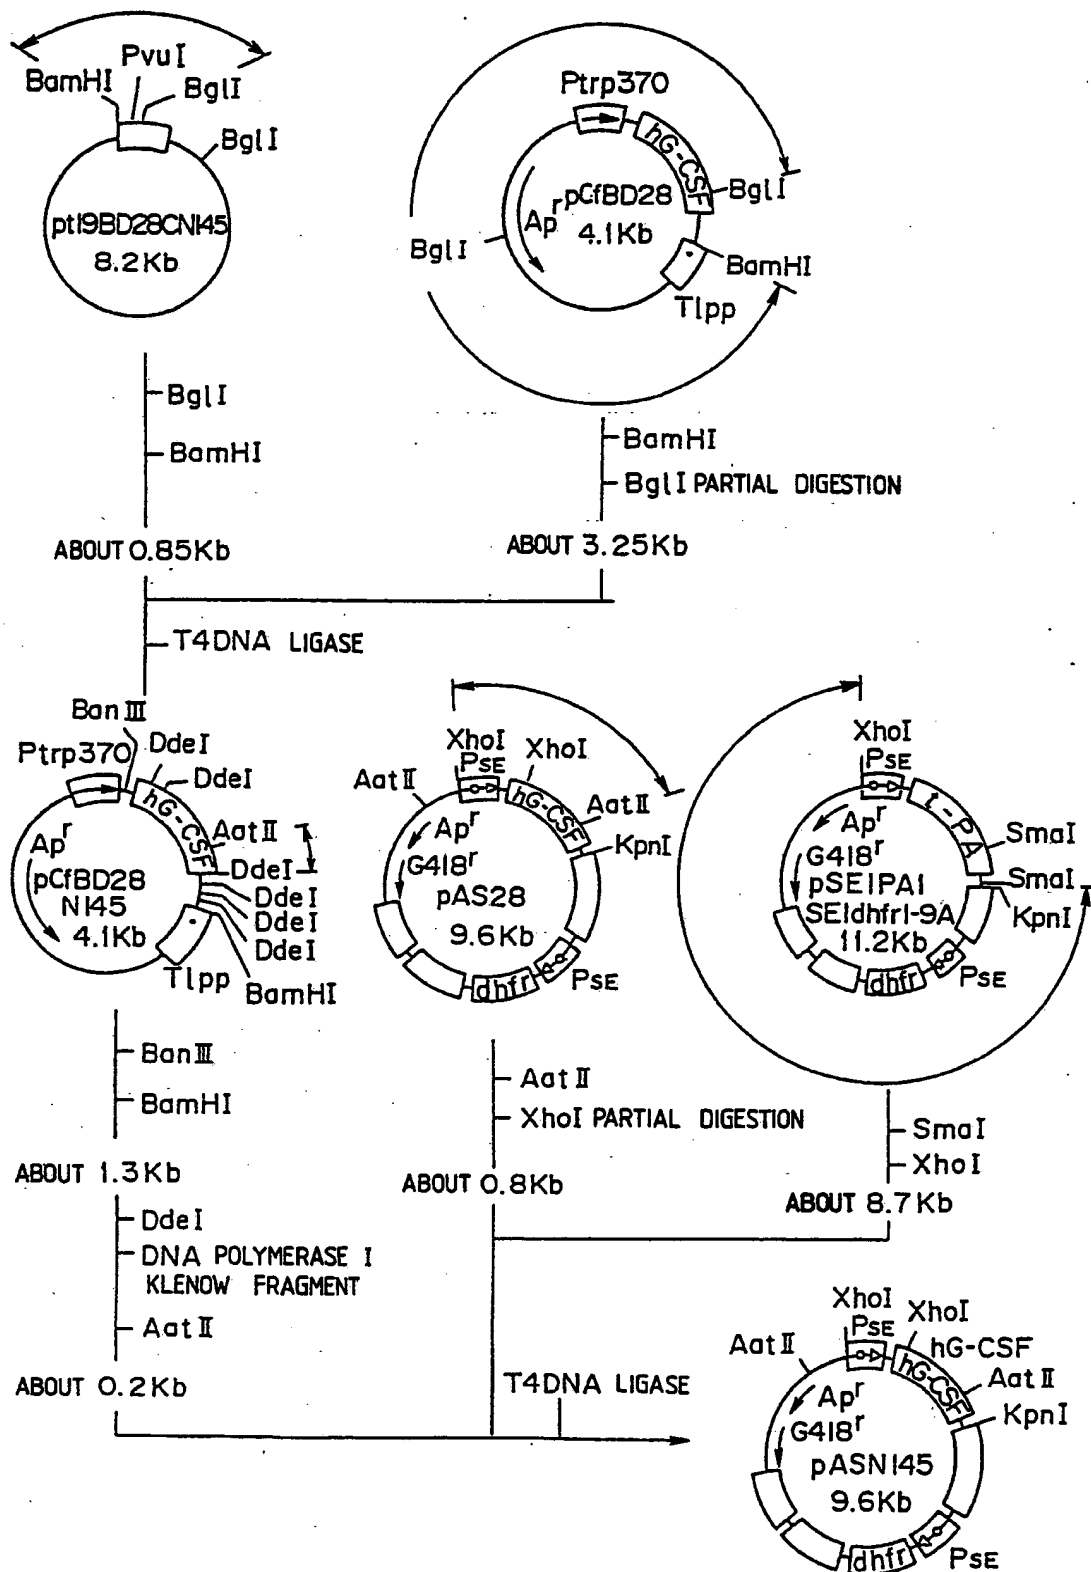 PvuI
BamHI
BglI
BglI
pt19BD28CN145
8.2Kb
Ptrp370
hG-CSF
BglI
Apr
pCfBD28
4.1Kb
BglI
BamHI
Tlpp
BglI
BamHI
ABOUT 0.85Kb
BamHI
BglI PARTIAL DIGESTION
ABOUT 3.25Kb
T4DNA LIGASE
BanIII
Ptrp370
DdeI
DdeI
hG-CSF
AatII
Apr
DdeI
pCfBD28
N145
4.1Kb
DdeI
DdeI
DdeI
Tlpp
BamHI
XhoI
PSE
XhoI
AatII
hG-CSF
AatII
KpnI
Apr
G418r
pAS28
9.6Kb
dhfr
PSE
XhoI
PSE
t-PA
SmaI
Apr
G418r
SmaI
pSE1PA1
SE1dhfr1-9A
KpnI
11.2Kb
dhfr
PSE
BanIII
BamHI
ABOUT 1.3Kb
DdeI
DNA POLYMERASE I
KLENOW FRAGMENT
AatII
ABOUT 0.2Kb
AatII
XhoI PARTIAL DIGESTION
ABOUT 0.8Kb
SmaI
XhoI
ABOUT 8.7Kb
T4DNA LIGASE
XhoI
PSE
XhoI
hG-CSF
AatII
hG-CSF
AatII
KpnI
Apr
G418r
pASN145
9.6Kb
dhfr
PSE